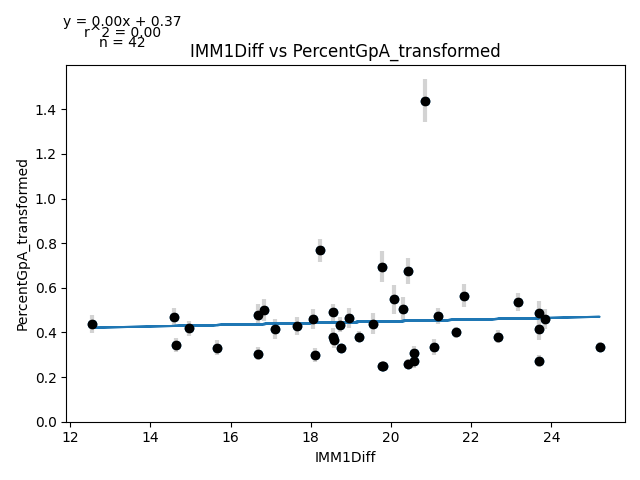 y = 0.00x + 0.37
r^2 = 0.00
n = 42
IMM1Diff vs PercentGpA_transformed
PercentGpA_transformed
1.4
1.2
1.0
0.8
0.6
0.4
0.2
0.0
12 14 16 18 20 22 24
IMM1Diff